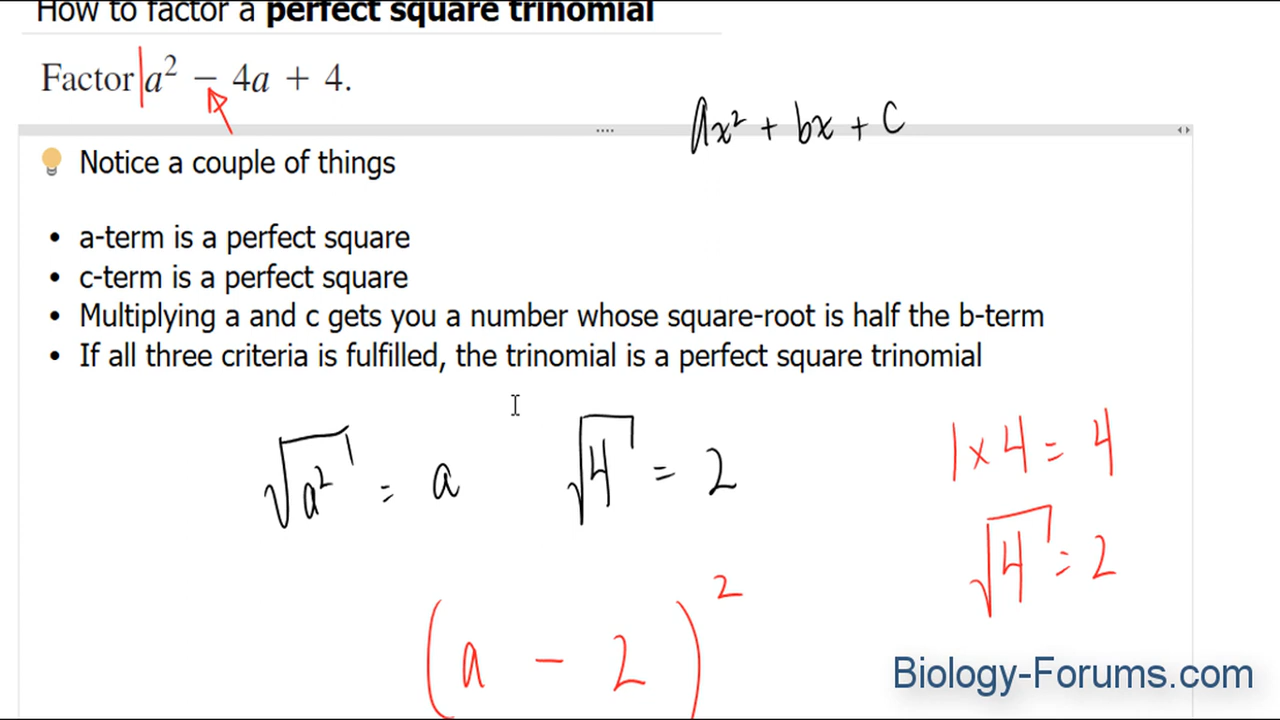 How to factor a perfect square trinomial
Factor a² − 4a + 4.
ax² + bx + c
Notice a couple of things
• a-term is a perfect square
• c-term is a perfect square
• Multiplying a and c gets you a number whose square-root is half the b-term
• If all three criteria is fulfilled, the trinomial is a perfect square trinomial
√a² = a √4 = 2
1 × 4 = 4
√4 = 2
(a − 2)²
Biology-Forums.com